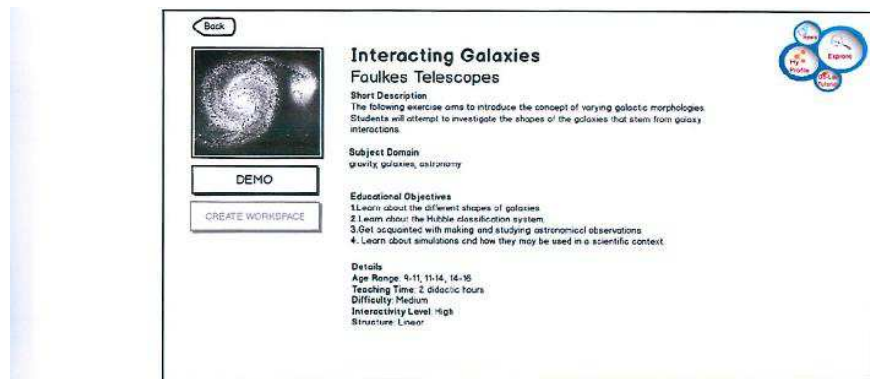 Back
Interacting Galaxies
Faulkes Telescopes
Short Description
The following exercise aims to introduce the concept of varying galactic morphologies.
Students will attempt to investigate the shapes of the galaxies that stem from galaxy
interactions.
Subject Domain
gravity, galaxies, astronomy
DEMO
CREATE WORKSPACE
Educational Objectives
1.Learn about the different shapes of galaxies
2.Learn about the Hubble classification system
3.Get acquainted with making and studying astronomical observations
4. Learn about simulations and how they may be used in a scientific context.
Details
Age Range: 9-11, 11-14, 14-16
Teaching Time: 2 didactic hours
Difficulty: Medium
Interactivity Level: High
Structure: Linear
News
Explore
My
Profile
Tutorial